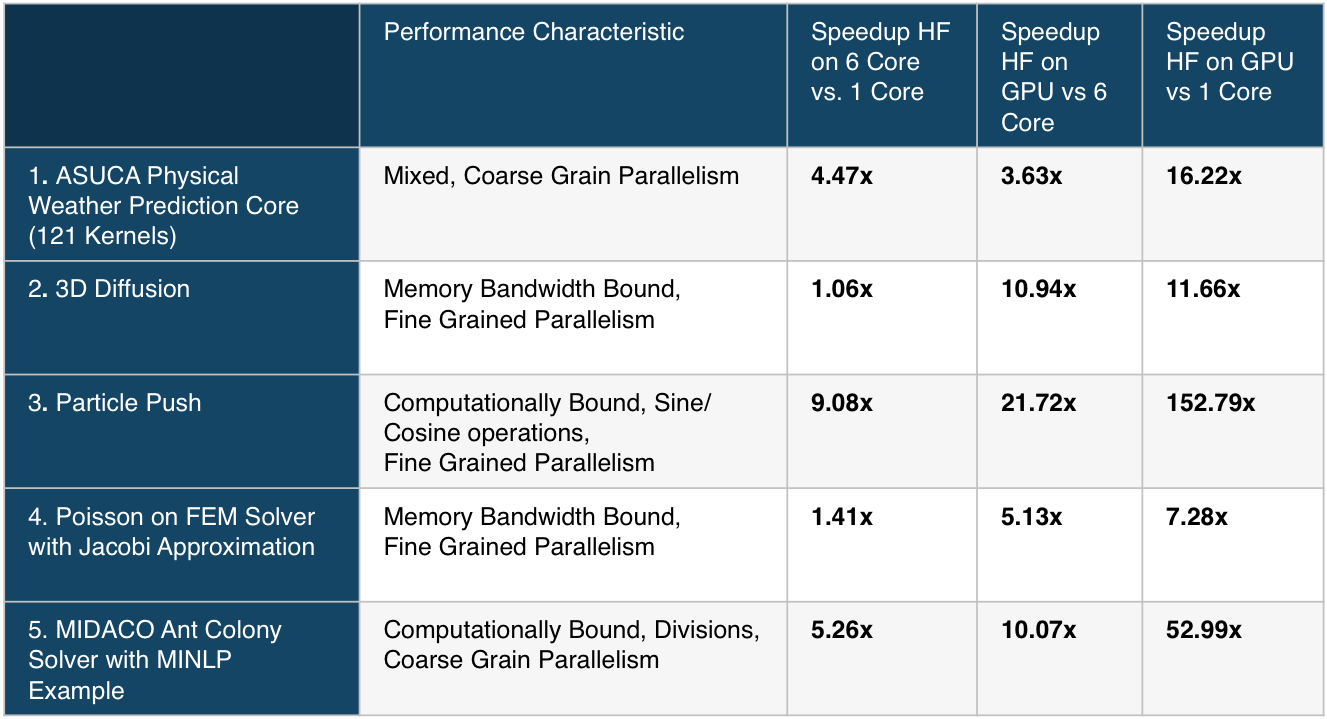 Performance Characteristic
Speedup HF
on 6 Core
vs. 1 Core
Speedup
HF on
GPU vs 6
Core
Speedup
HF on GPU
vs 1 Core
1. ASUCA Physical
Weather Prediction Core
(121 Kernels)
Mixed, Coarse Grain Parallelism
4.47x
3.63x
16.22x
2. 3D Diffusion
Memory Bandwidth Bound,
Fine Grained Parallelism
1.06x
10.94x
11.66x
3. Particle Push
Computationally Bound, Sine/
Cosine operations,
Fine Grained Parallelism
9.08x
21.72x
152.79x
4. Poisson on FEM Solver
with Jacobi Approximation
Memory Bandwidth Bound,
Fine Grained Parallelism
1.41x
5.13x
7.28x
5. MIDACO Ant Colony
Solver with MINLP
Example
Computationally Bound, Divisions,
Coarse Grain Parallelism
5.26x
10.07x
52.99x